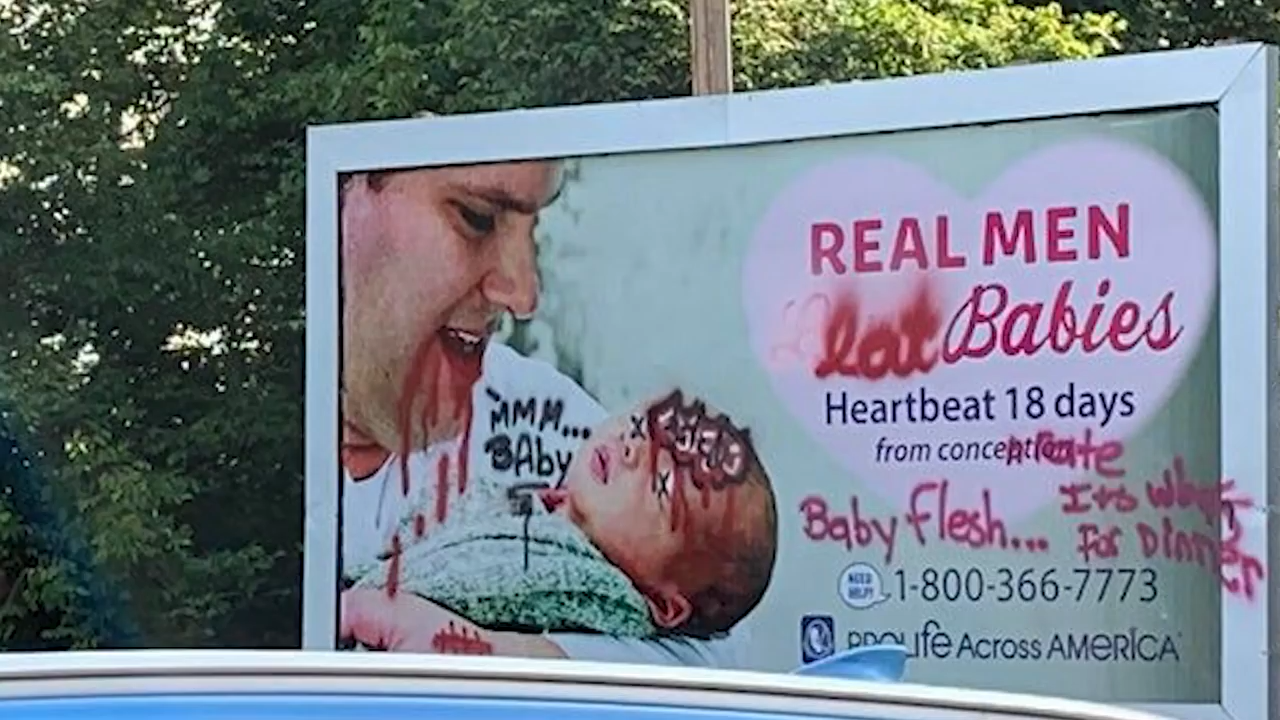 REAL MEN
eat Babies
Heartbeat 18 days
from conception
MMM...
BAby
Baby flesh...
Its what
For Dinner
NEED HELP?
1-800-366-7773
PROLife Across AMERICA